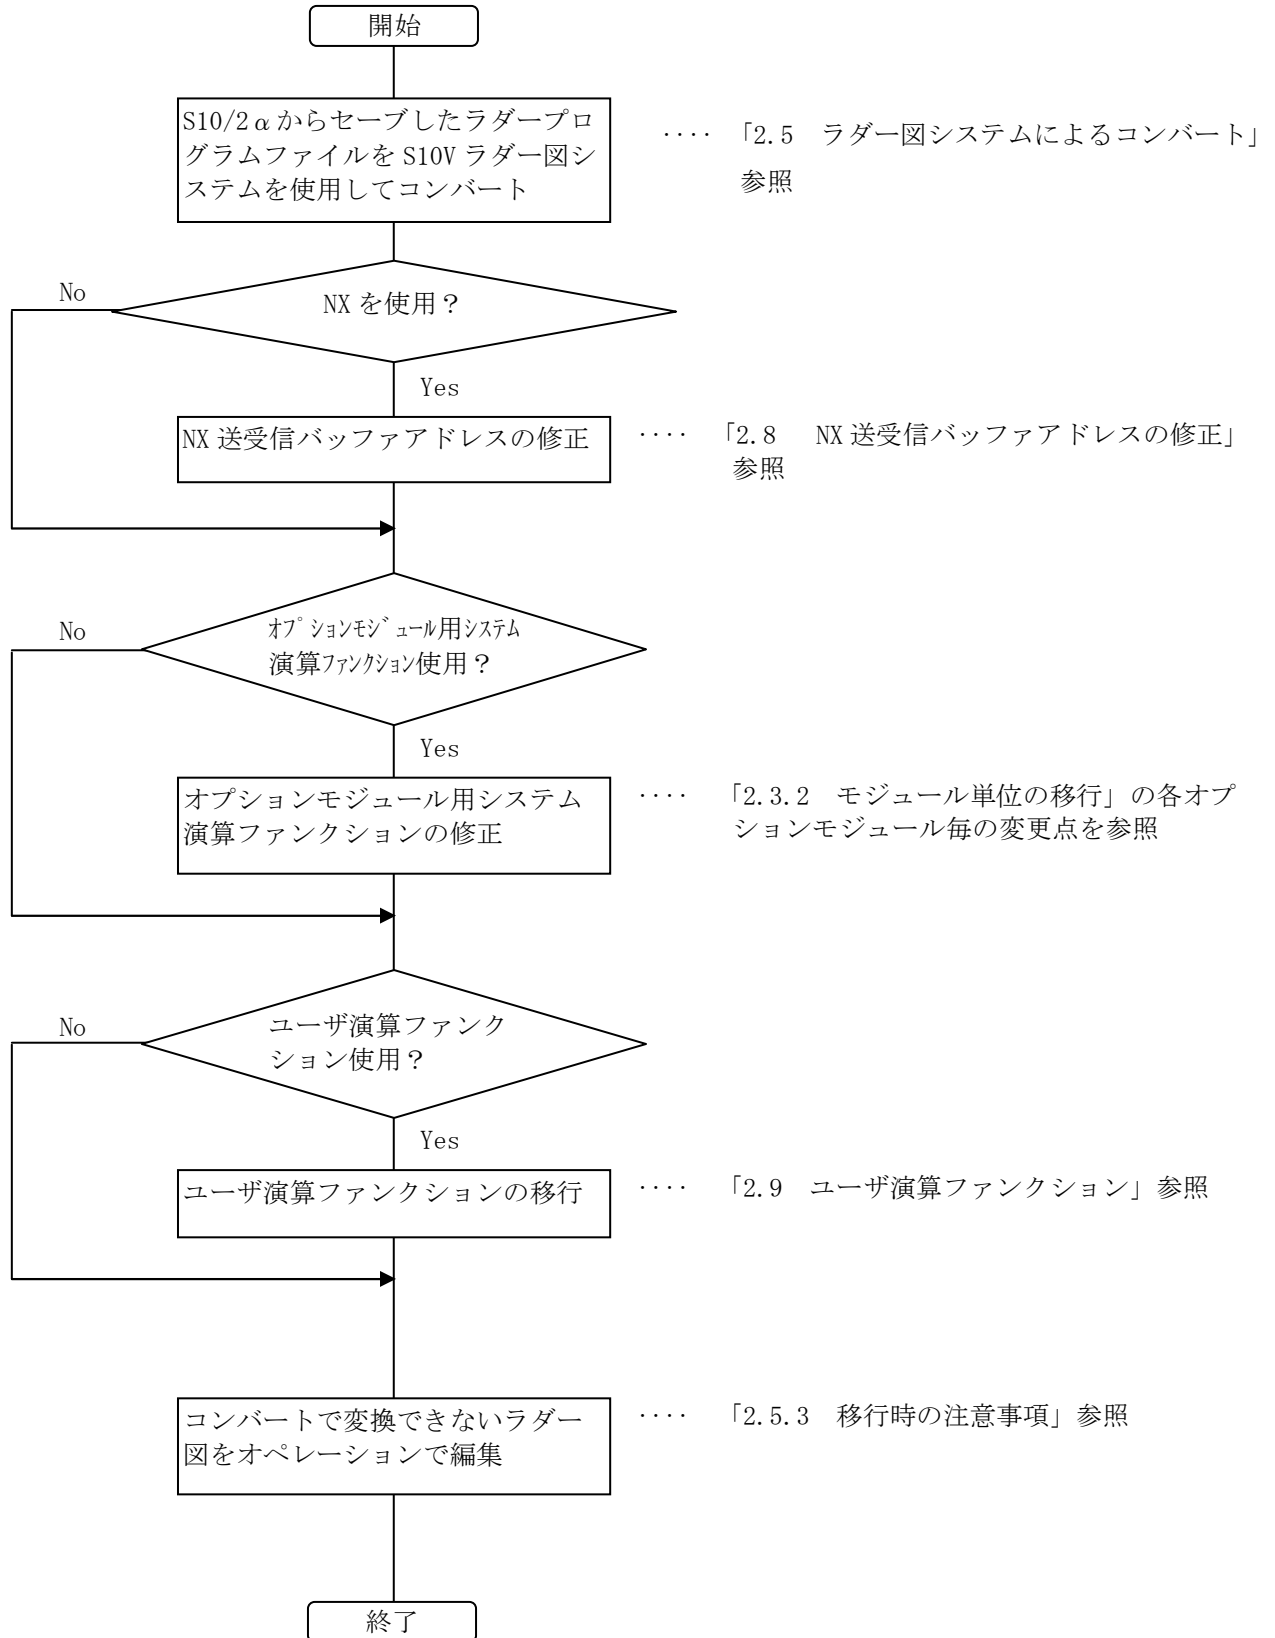 開始
S10/2αからセーブしたラダープロ
グラムファイルを S10V ラダー図シ
ステムを使用してコンバート
‥‥ 「2.5 ラダー図システムによるコンバート」
参照
No
NX を使用？
Yes
NX 送受信バッファアドレスの修正
‥‥ 「2.8 NX 送受信バッファアドレスの修正」
参照
No
ｵﾌﾟｼｮﾝﾓｼﾞｭｰﾙ用ｼｽﾃﾑ
演算ﾌｧﾝｸｼｮﾝ使用？
Yes
オプションモジュール用システム
演算ファンクションの修正
‥‥ 「2.3.2 モジュール単位の移行」の各オプ
ションモジュール毎の変更点を参照
No
ユーザ演算ファンク
ション使用？
Yes
ユーザ演算ファンクションの移行
‥‥ 「2.9 ユーザ演算ファンクション」参照
コンバートで変換できないラダー
図をオペレーションで編集
‥‥ 「2.5.3 移行時の注意事項」参照
終了